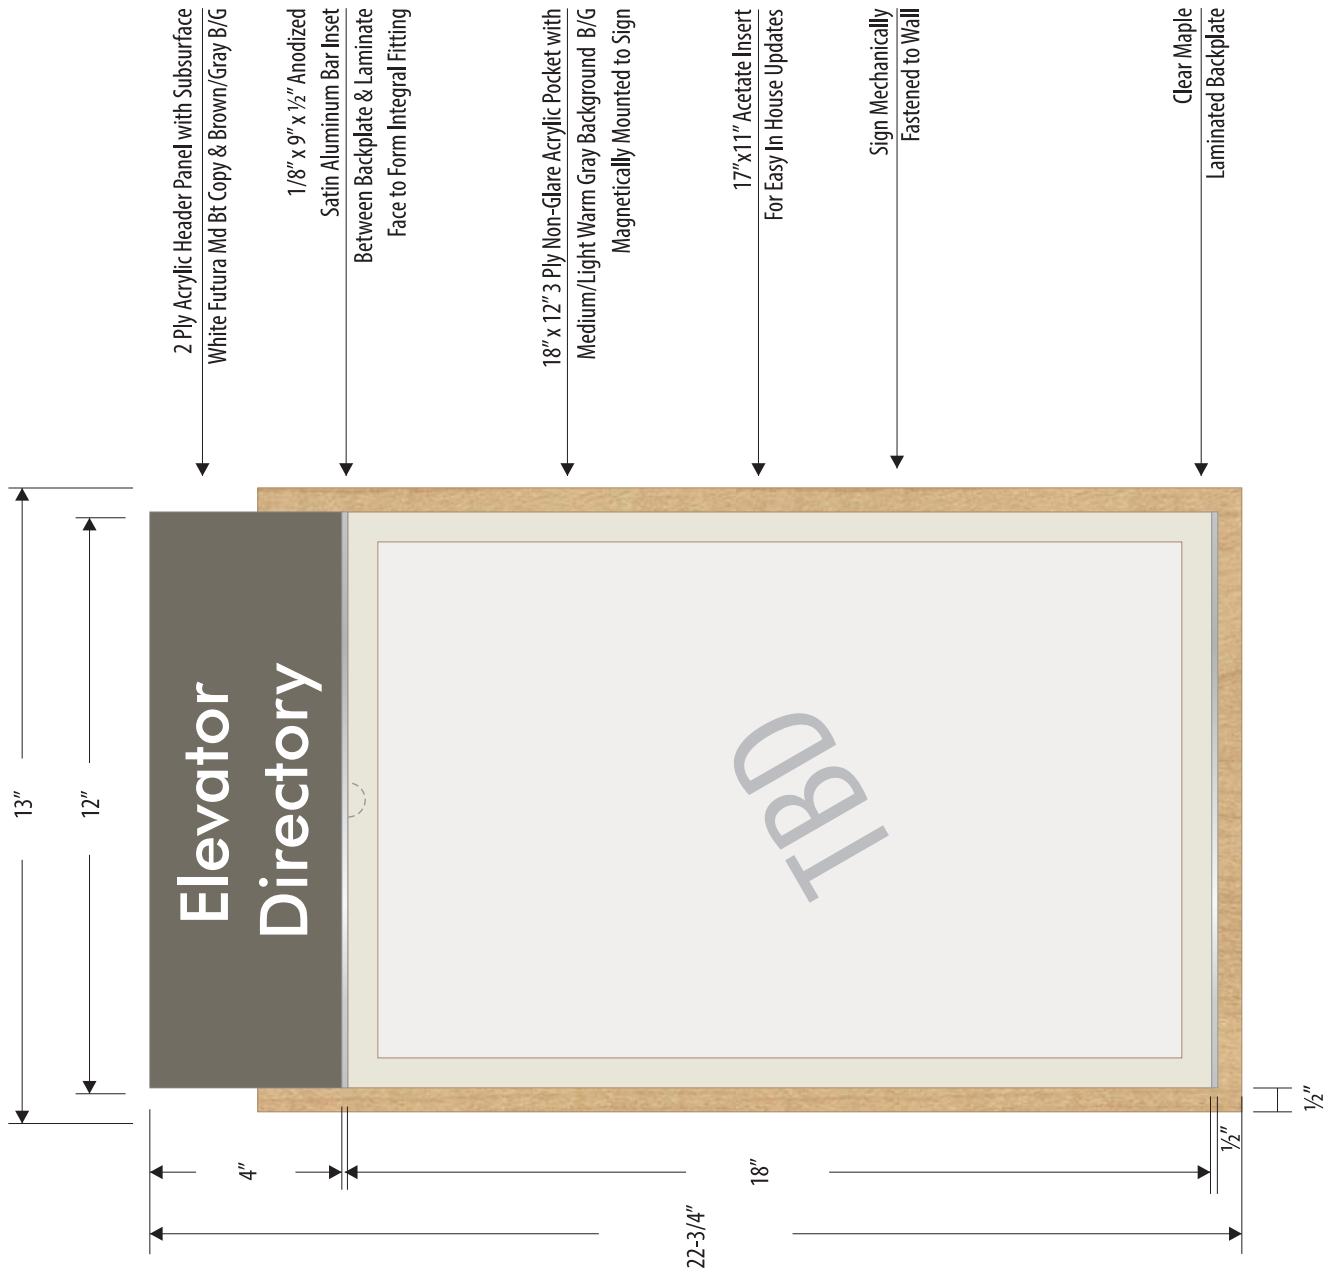 2 Ply Acrylic Header Panel with Subsurface
White Futura Md Bt Copy & Brown/Gray B/G
1/8" x 9" x ½" Anodized
Satin Aluminum Bar Inset
Between Backplate & Laminate
Face to Form Integral Fitting
18" x 12" 3 Ply Non-Glare Acrylic Pocket with
Medium/Light Warm Gray Background B/G
Magnetically Mounted to Sign
17"x11" Acetate Insert
For Easy In House Updates
Sign Mechanically
Fastened to Wall
Clear Maple
Laminated Backplate
13"
12"
Elevator
Directory
TBD
4"
18"
½"
½"
22-3/4"